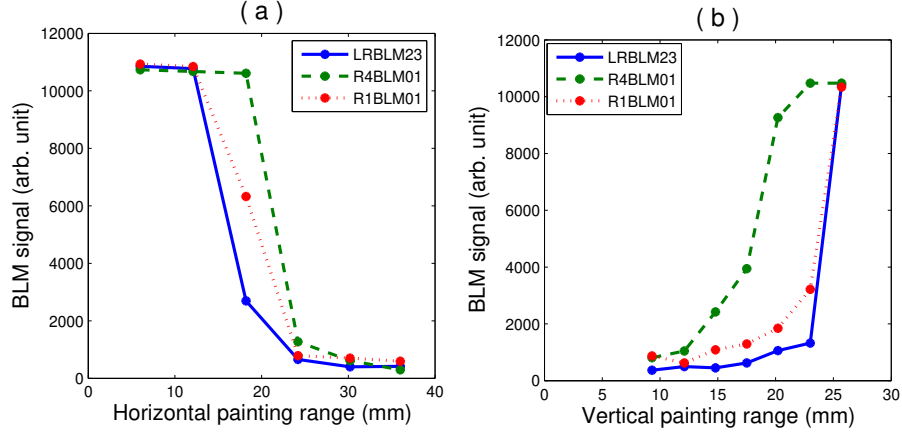 ( a )
12000
10000
8000
6000
4000
2000
0
BLM signal (arb. unit)
LRBLM23
R4BLM01
R1BLM01
0 10 20 30 40
Horizontal painting range (mm)
( b )
12000
10000
8000
6000
4000
2000
0
BLM signal (arb. unit)
LRBLM23
R4BLM01
R1BLM01
0 5 10 15 20 25 30
Vertical painting range (mm)